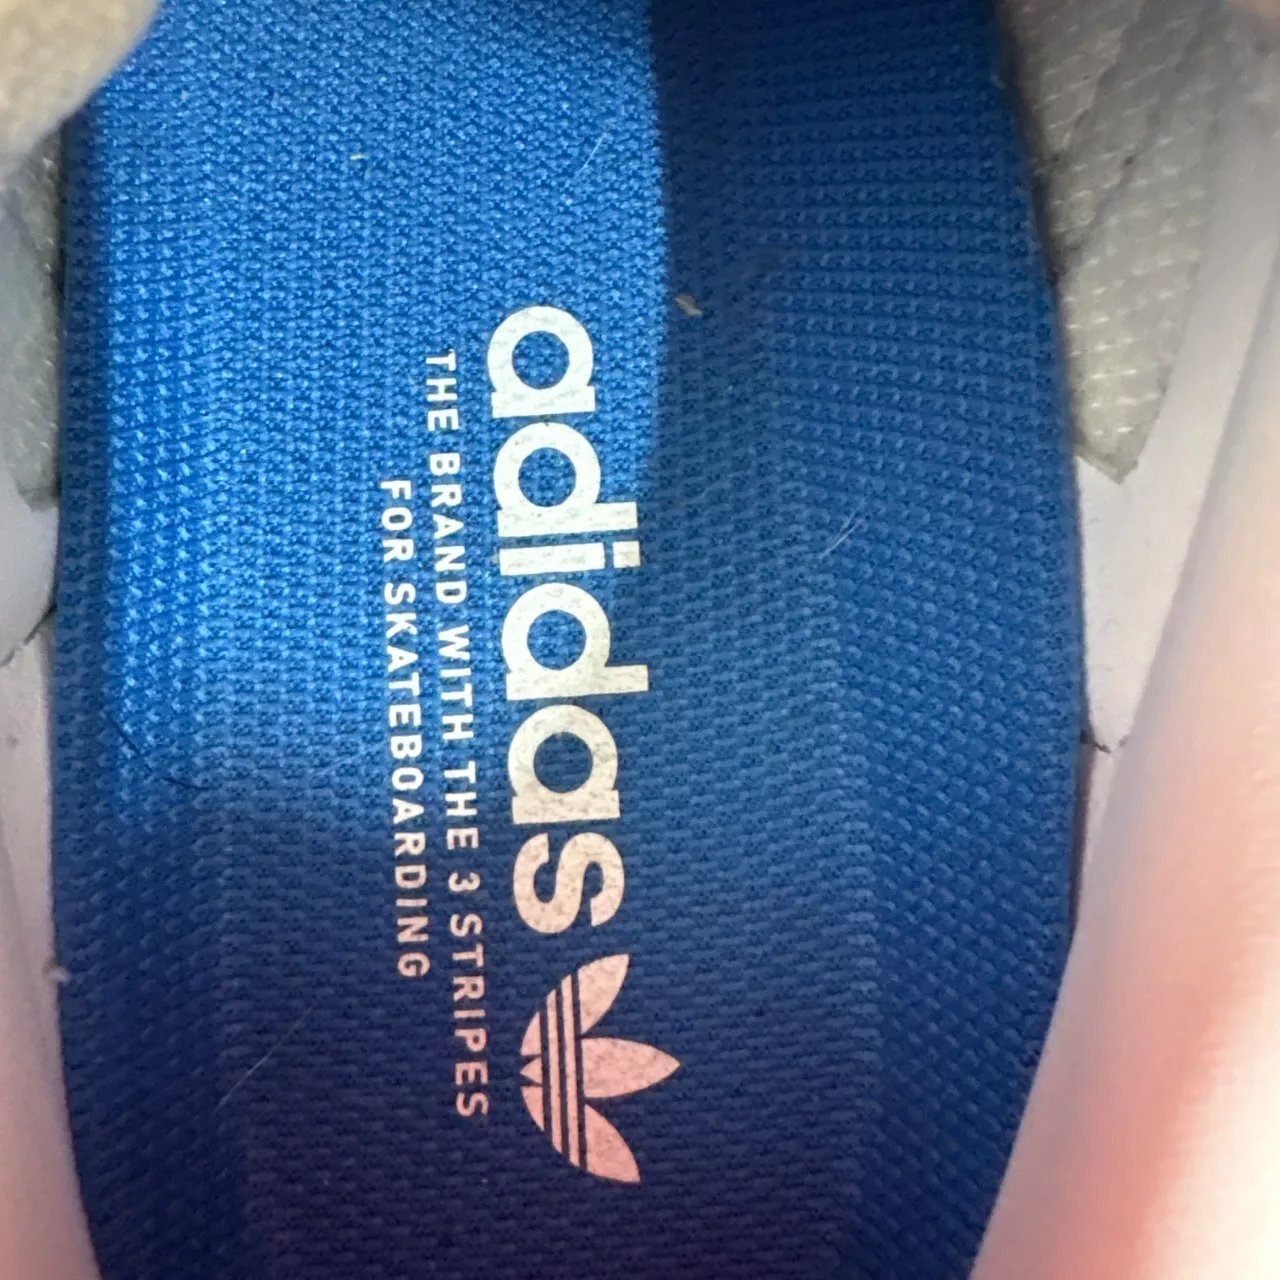 adidas
THE BRAND WITH THE 3 STRIPES
FOR SKATEBOARDING